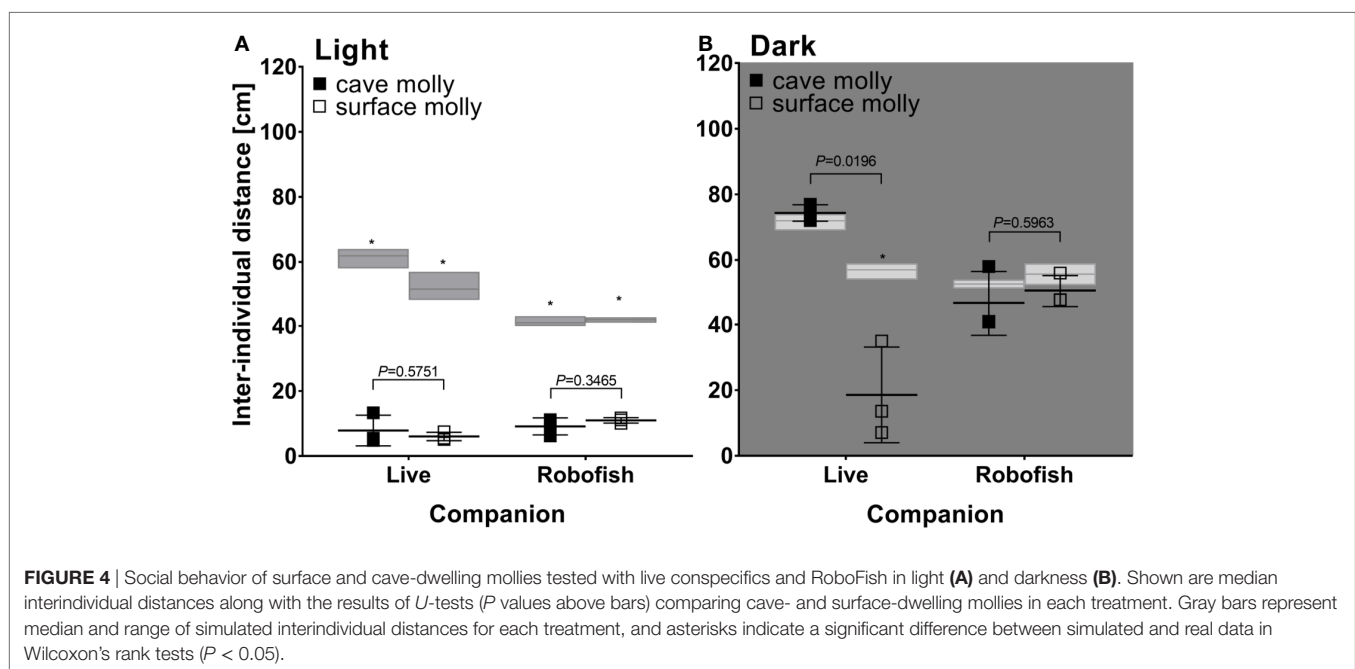 A Light
120
100
80
60
40
20
0
Inter-individual distance [cm]
■ cave molly
□ surface molly
*
*
*
*
P=0.5751
P=0.3465
Live Robofish
Companion
B Dark
120
100
80
60
40
20
0
■ cave molly
□ surface molly
P=0.0196
*
P=0.5963
Live Robofish
Companion
FIGURE 4 | Social behavior of surface and cave-dwelling mollies tested with live conspecifics and RoboFish in light (A) and darkness (B). Shown are median
interindividual distances along with the results of U-tests (P values above bars) comparing cave- and surface-dwelling mollies in each treatment. Gray bars represent
median and range of simulated interindividual distances for each treatment, and asterisks indicate a significant difference between simulated and real data in
Wilcoxon's rank tests (P < 0.05).